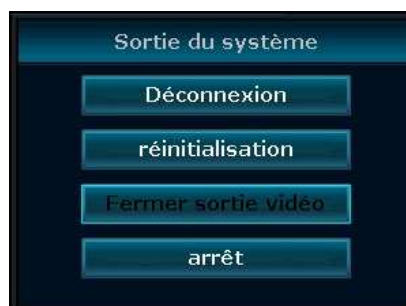 Sortie du système
Déconnexion
réinitialisation
Fermer sortie vidéo
arrêt